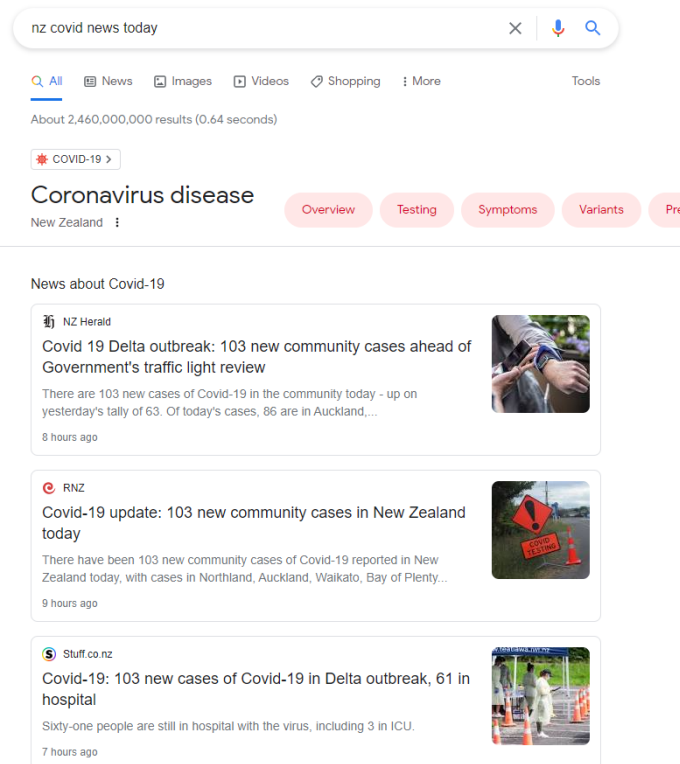 nz covid news today
All News Images Videos Shopping More Tools
About 2,460,000,000 results (0.64 seconds)
COVID-19
Coronavirus disease
New Zealand
Overview Testing Symptoms Variants Pre
News about Covid-19
NZ Herald
Covid 19 Delta outbreak: 103 new community cases ahead of
Government's traffic light review
There are 103 new cases of Covid-19 in the community today - up on
yesterday's tally of 63. Of today's cases, 86 are in Auckland,...
8 hours ago
RNZ
Covid-19 update: 103 new community cases in New Zealand
today
There have been 103 new community cases of Covid-19 reported in New
Zealand today, with cases in Northland, Auckland, Waikato, Bay of Plenty...
9 hours ago
COVID
TESTING
Stuff.co.nz
Covid-19: 103 new cases of Covid-19 in Delta outbreak, 61 in
hospital
Sixty-one people are still in hospital with the virus, including 3 in ICU.
7 hours ago